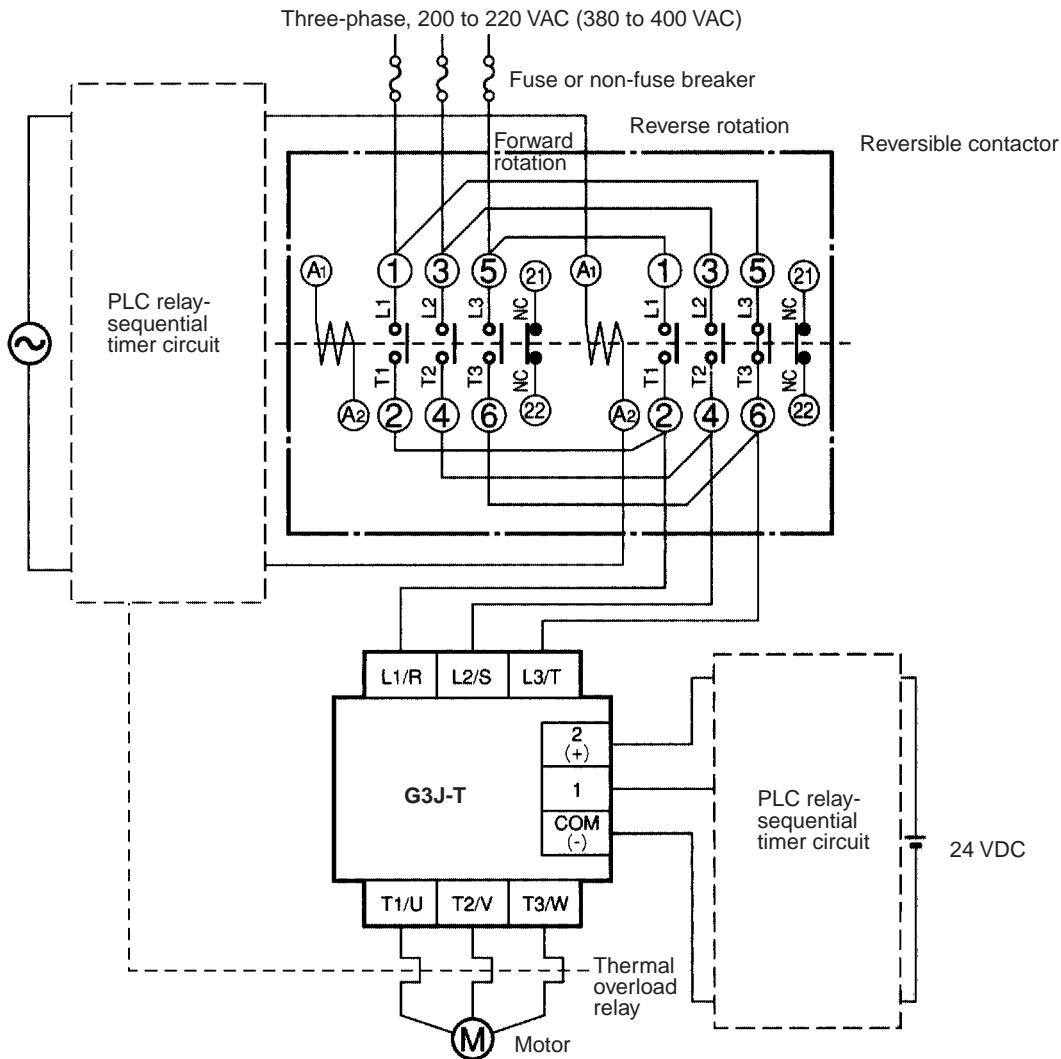 Three-phase, 200 to 220 VAC (380 to 400 VAC)
Fuse or non-fuse breaker
Forward
rotation
Reverse rotation
Reversible contactor
A1 1 3 5 A1 1 3 5
21 21
L1 L2 L3 NC L1 L2 L3 NC
T1 T2 T3 NC T1 T2 T3 NC
A2 2 4 6 22 A2 2 4 6 22
PLC relay-
sequential
timer circuit
L1/R L2/S L3/T
G3J-T
2
(+)
1
COM
(-)
T1/U T2/V T3/W
PLC relay-
sequential
timer circuit
24 VDC
Thermal
overload
relay
M Motor